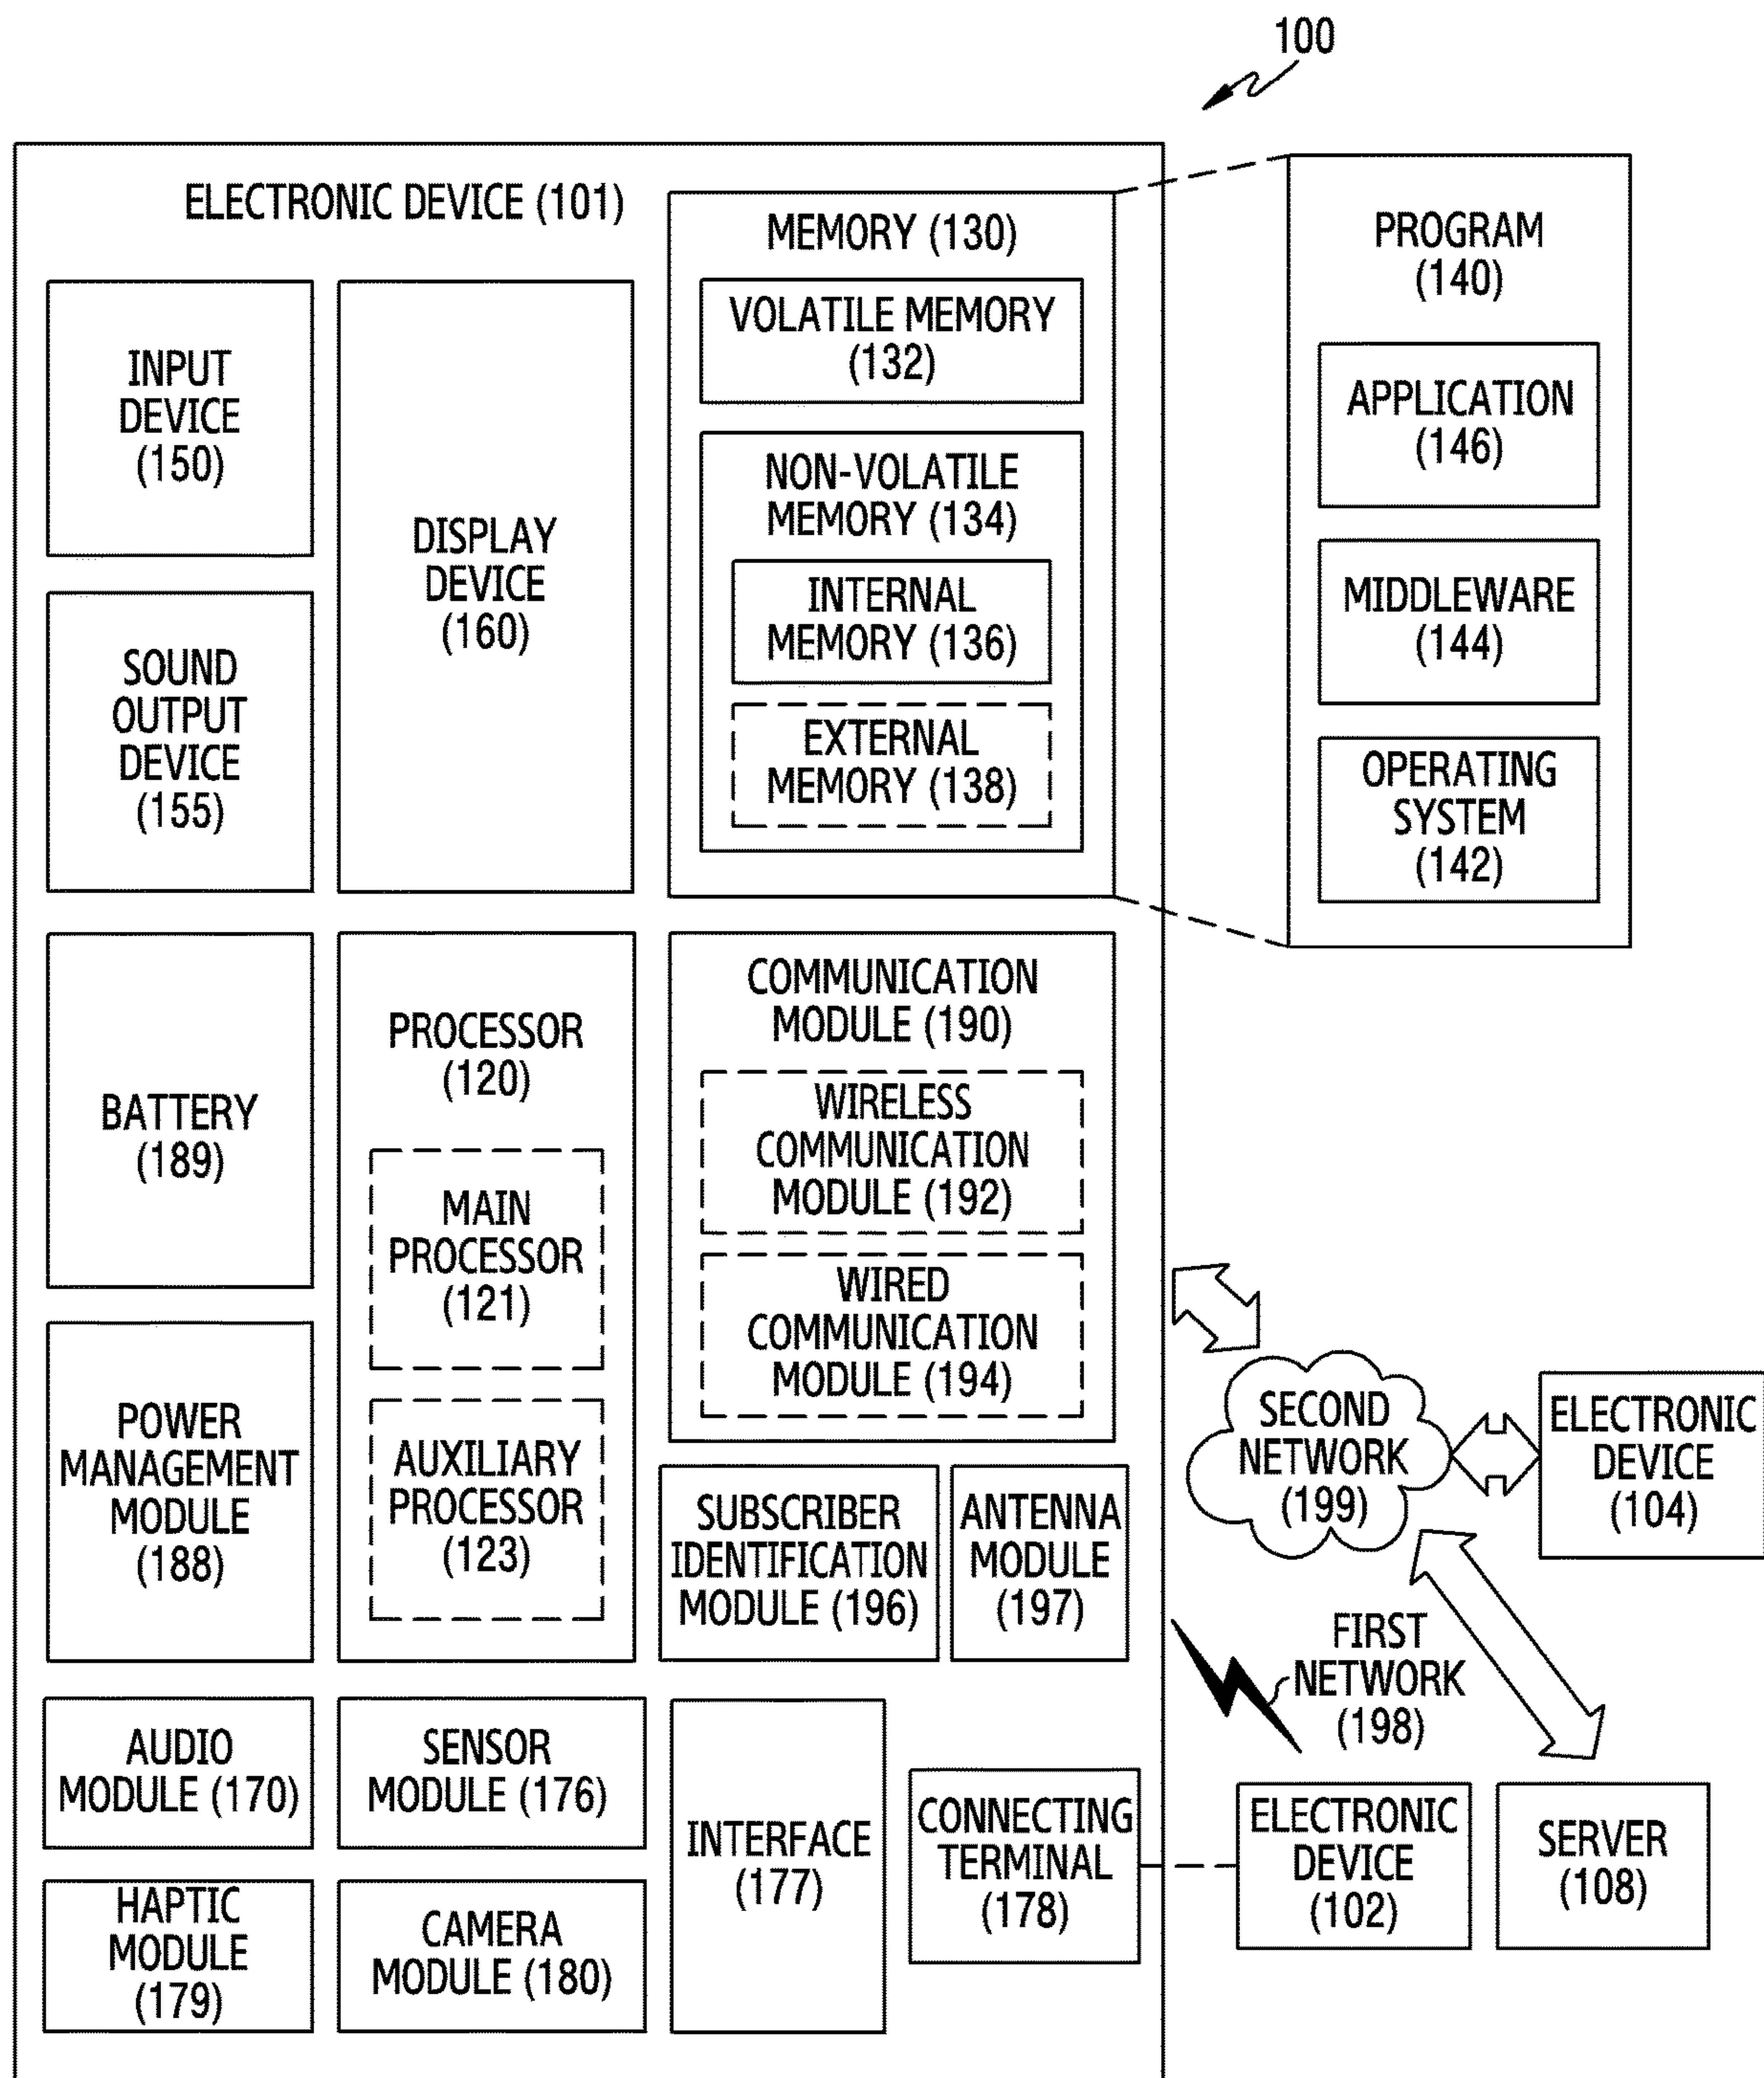 100
ELECTRONIC DEVICE (101)
INPUT
DEVICE
(150)
SOUND
OUTPUT
DEVICE
(155)
DISPLAY
DEVICE
(160)
MEMORY (130)
VOLATILE MEMORY
(132)
NON-VOLATILE
MEMORY (134)
INTERNAL
MEMORY (136)
EXTERNAL
MEMORY (138)
PROGRAM
(140)
APPLICATION
(146)
MIDDLEWARE
(144)
OPERATING
SYSTEM
(142)
BATTERY
(189)
POWER
MANAGEMENT
MODULE
(188)
PROCESSOR
(120)
MAIN
PROCESSOR
(121)
AUXILIARY
PROCESSOR
(123)
COMMUNICATION
MODULE (190)
WIRELESS
COMMUNICATION
MODULE (192)
WIRED
COMMUNICATION
MODULE (194)
SUBSCRIBER
IDENTIFICATION
MODULE (196)
ANTENNA
MODULE
(197)
SECOND
NETWORK
(199)
ELECTRONIC
DEVICE
(104)
FIRST
NETWORK
(198)
AUDIO
MODULE (170)
SENSOR
MODULE (176)
HAPTIC
MODULE
(179)
CAMERA
MODULE (180)
INTERFACE
(177)
CONNECTING
TERMINAL
(178)
ELECTRONIC
DEVICE
(102)
SERVER
(108)